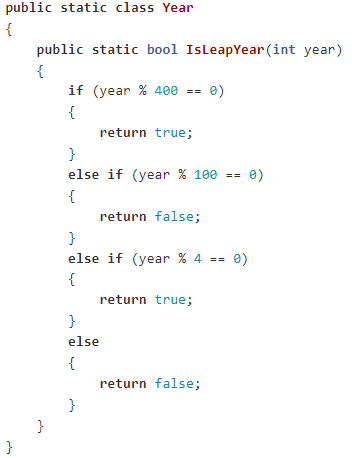 public static class Year
{
    public static bool IsLeapYear(int year)
    {
        if (year % 400 == 0)
        {
            return true;
        }
        else if (year % 100 == 0)
        {
            return false;
        }
        else if (year % 4 == 0)
        {
            return true;
        }
        else
        {
            return false;
        }
    }
}